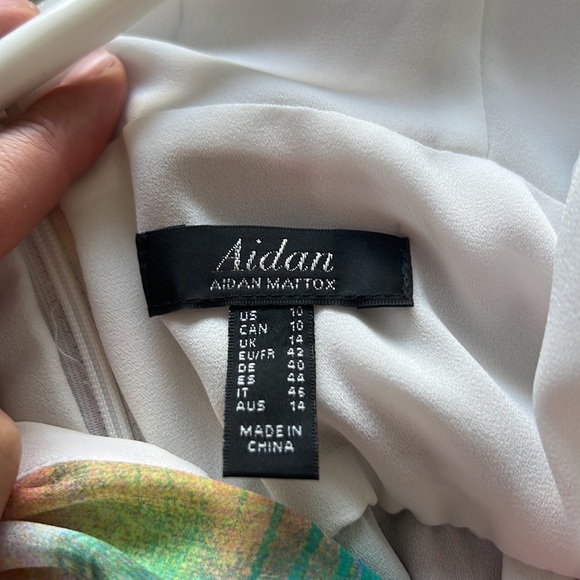 Aidan
AIDAN MATTOX
US 10
CAN 10
UK 14
EU/FR 42
DE 40
ES 44
IT 46
AUS 14
MADE IN
CHINA